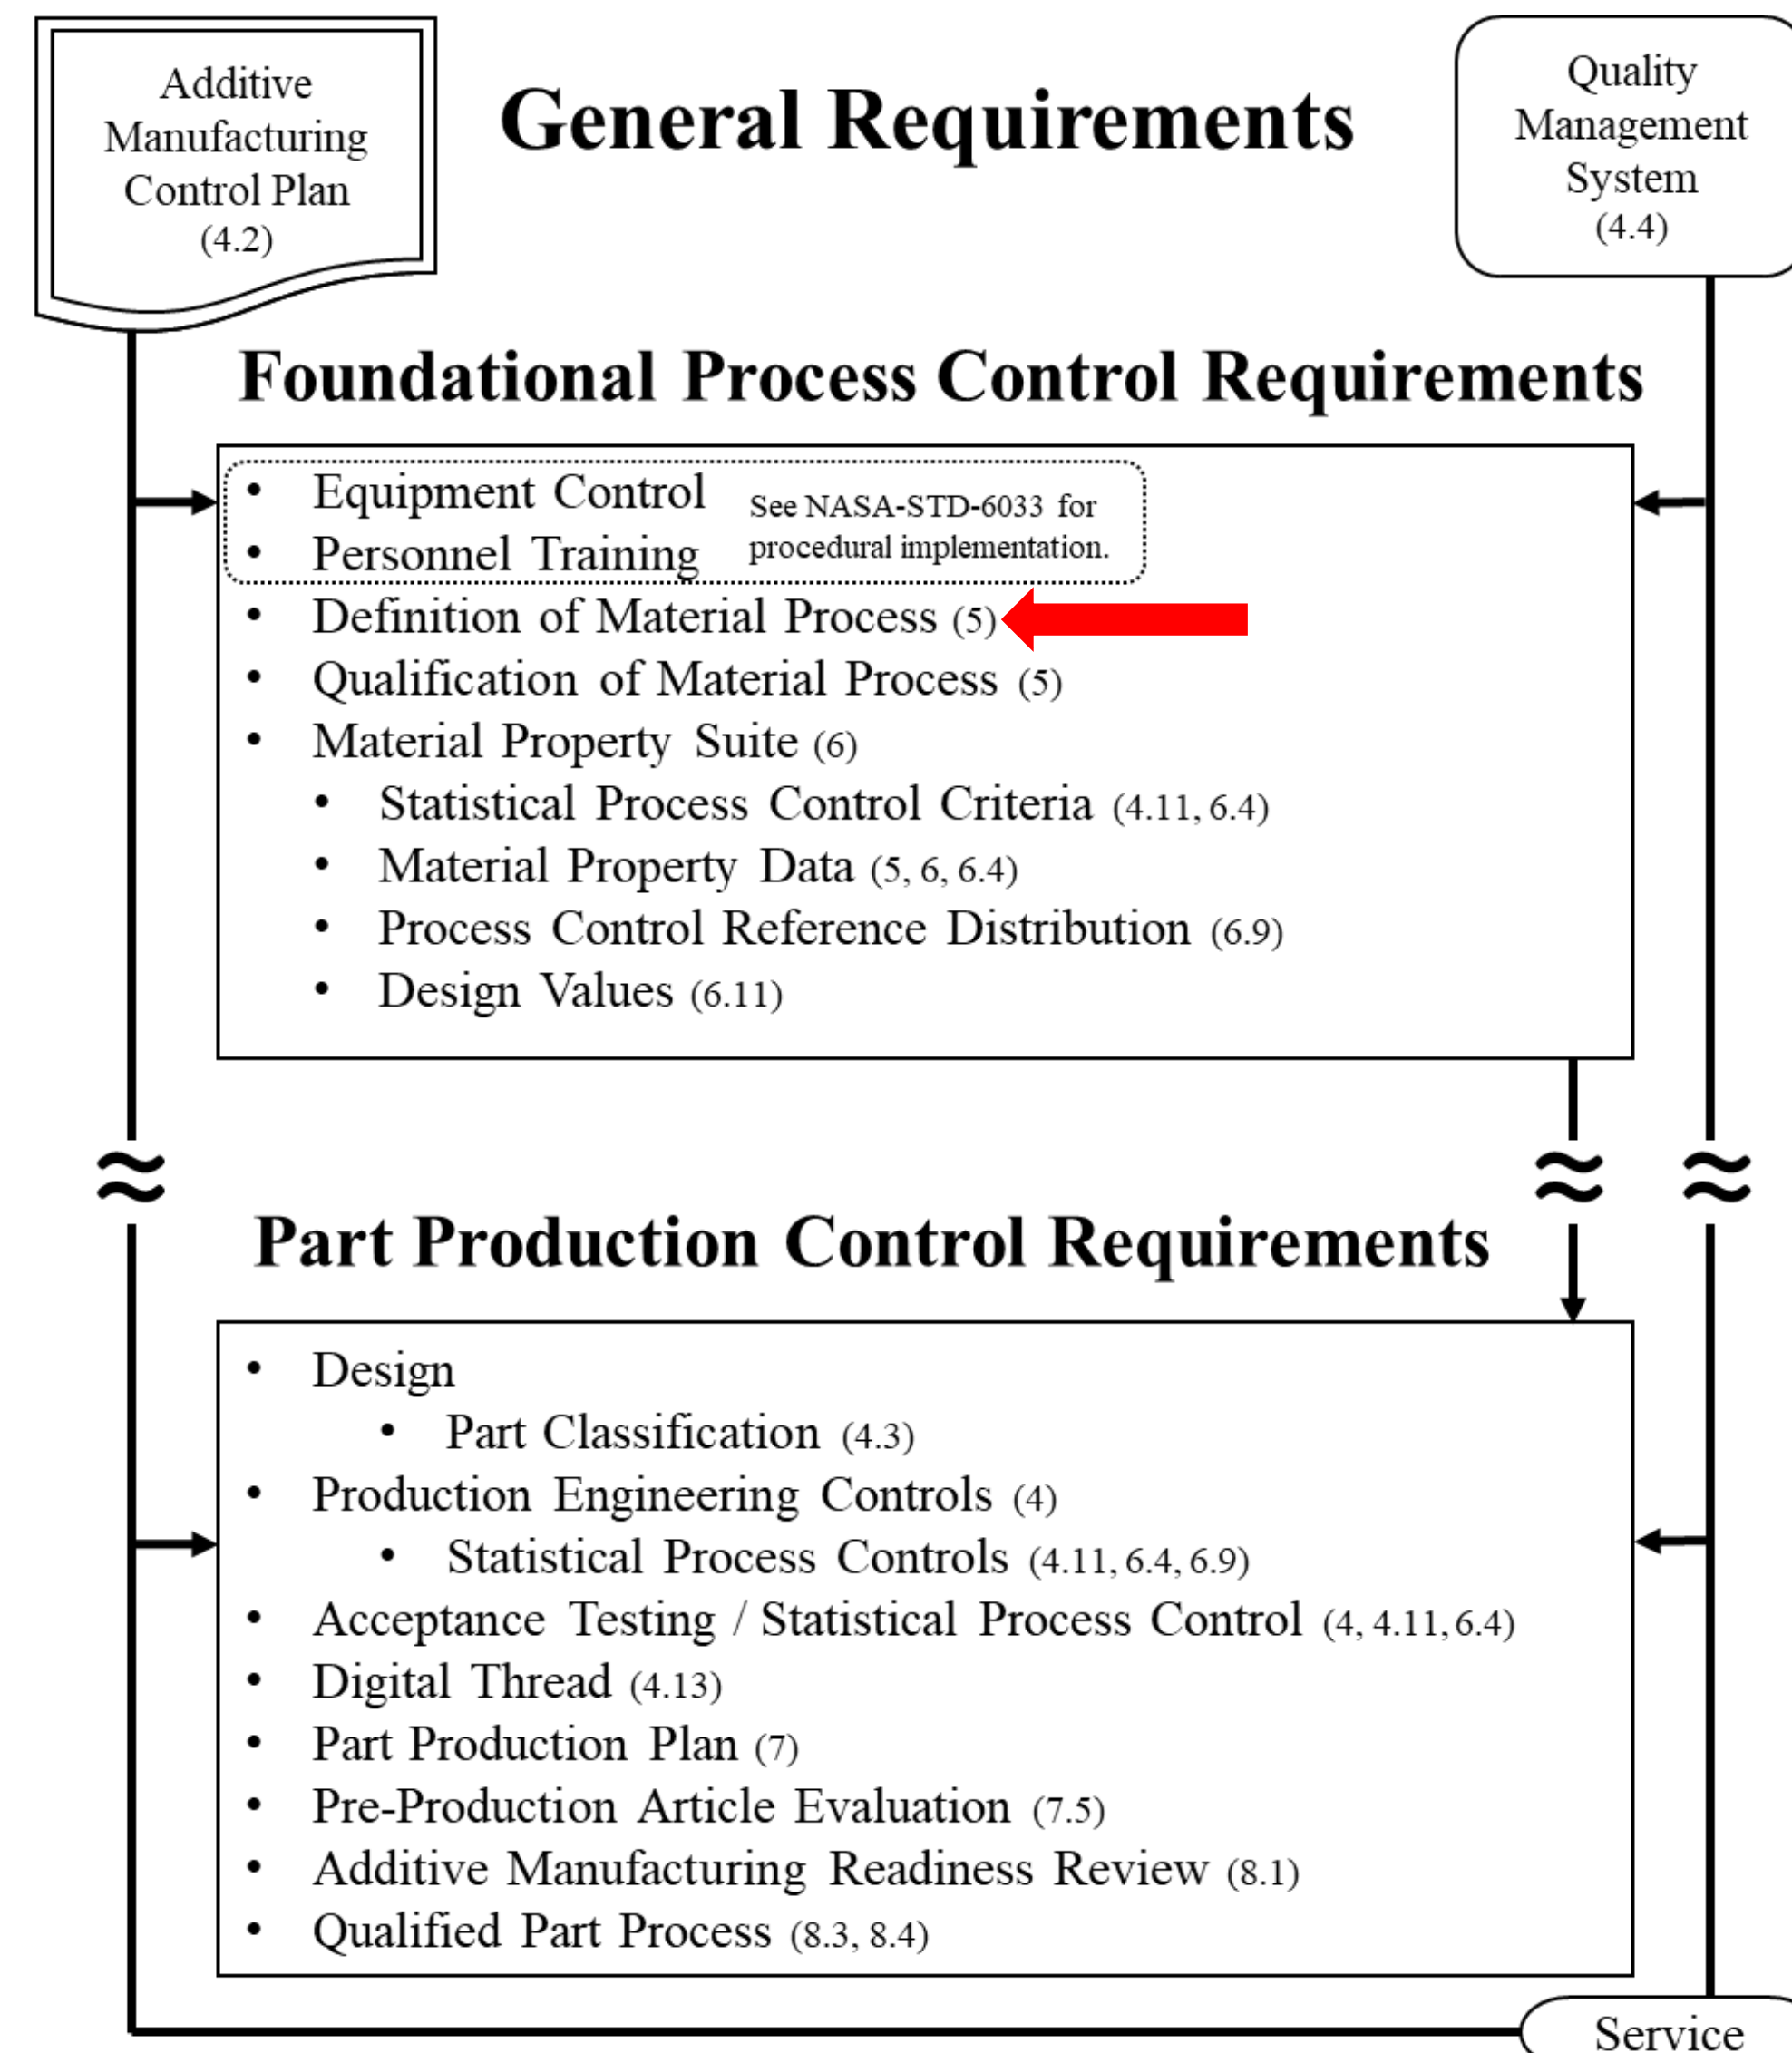 Additive
Manufacturing
Control Plan
(4.2)
General Requirements
Quality
Management
System
(4.4)
Foundational Process Control Requirements
• Equipment Control
• Personnel Training
See NASA-STD-6033 for
procedural implementation.
• Definition of Material Process (5)
• Qualification of Material Process (5)
• Material Property Suite (6)
• Statistical Process Control Criteria (4.11, 6.4)
• Material Property Data (5, 6, 6.4)
• Process Control Reference Distribution (6.9)
• Design Values (6.11)
Part Production Control Requirements
• Design
• Part Classification (4.3)
• Production Engineering Controls (4)
• Statistical Process Controls (4.11, 6.4, 6.9)
• Acceptance Testing / Statistical Process Control (4, 4.11, 6.4)
• Digital Thread (4.13)
• Part Production Plan (7)
• Pre-Production Article Evaluation (7.5)
• Additive Manufacturing Readiness Review (8.1)
• Qualified Part Process (8.3, 8.4)
Service